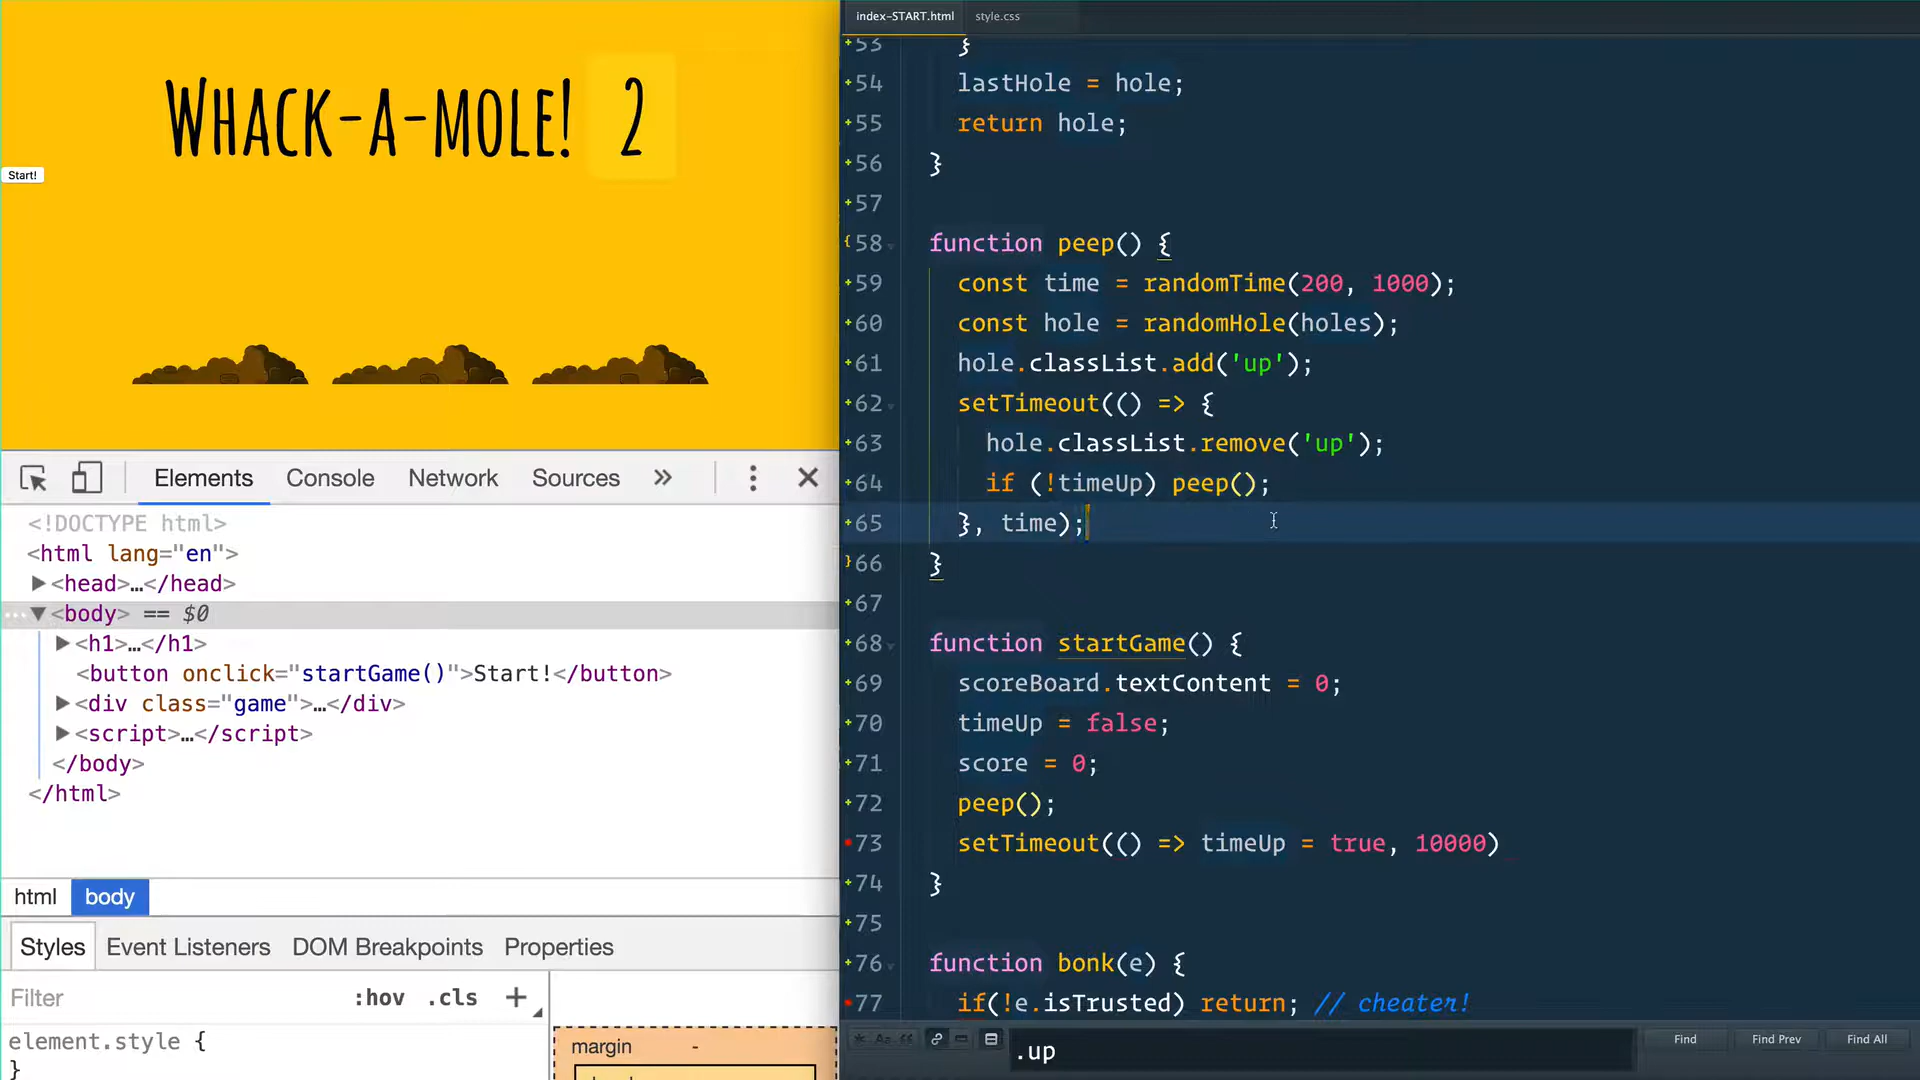 Whack-a-mole! 2
Start!
Elements Console Network Sources »
<!DOCTYPE html>
<html lang="en">
▶<head>…</head>
…▼<body> == $0
▶<h1>…</h1>
<button onclick="startGame()">Start!</button>
▶<div class="game">…</div>
▶<script>…</script>
</body>
</html>
html body
Styles Event Listeners DOM Breakpoints Properties
Filter :hov .cls +
element.style {
}
margin -
index-START.html style.css
53 }
54 lastHole = hole;
55 return hole;
56 }
57
58 function peep() {
59 const time = randomTime(200, 1000);
60 const hole = randomHole(holes);
61 hole.classList.add('up');
62 setTimeout(() => {
63 hole.classList.remove('up');
64 if (!timeUp) peep();
65 }, time);
66 }
67
68 function startGame() {
69 scoreBoard.textContent = 0;
70 timeUp = false;
71 score = 0;
72 peep();
73 setTimeout(() => timeUp = true, 10000)
74 }
75
76 function bonk(e) {
77 if(!e.isTrusted) return; // cheater!
.* Aa “” .up Find Find Prev Find All